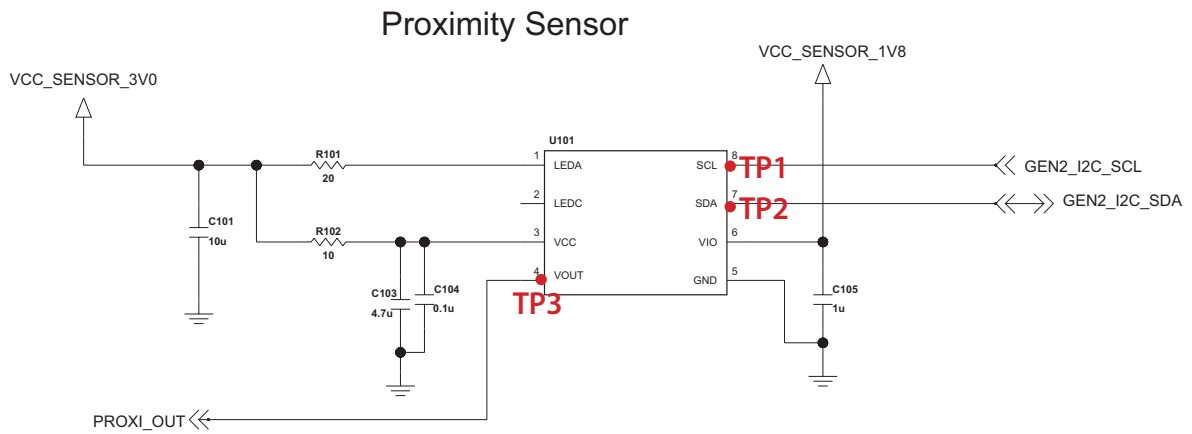 Proximity Sensor
VCC_SENSOR_1V8
VCC_SENSOR_3V0
U101
R101
20
1
LEDA
SCL
8
TP1
GEN2_I2C_SCL
2
LEDC
SDA
7
TP2
GEN2_I2C_SDA
C101
10u
R102
10
3
VCC
VIO
6
4
VOUT
GND
5
TP3
C103
4.7u
C104
0.1u
C105
1u
PROXI_OUT